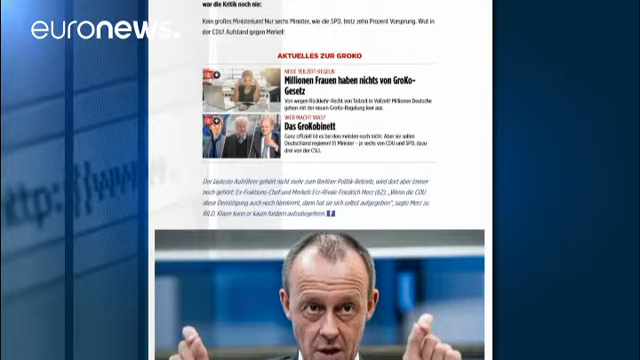 war die Kritik noch nie:
euronews.
Kein großes Ministerium! Nur sechs Minister, wie die SPD, trotz zehn Prozent Vorsprung. Wut in
der CDU! Aufstand gegen Merkel!
AKTUELLES ZUR GROKO
NEUE TEILZEIT-REGELN
Millionen Frauen haben nichts von GroKo-
Gesetz
Von wegen Rückkehr-Recht von Teilzeit in Vollzeit! Millionen Deutsche
gehen mit der neuen GroKo-Regelung leer aus.
WER MACHT WAS?
Das GroKobinett
Ganz offiziell ist es bei den meisten noch nicht. Aber sie sollen
Deutschland regieren! 15 Minister – je sechs von CDU und SPD, dazu
drei von der CSU.
Der lauteste Aufrührer gehört nicht mehr zum Berliner Politik-Betrieb, wird dort aber immer
noch gehört: Ex-Fraktions-Chef und Merkels Erz-Rivale Friedrich Merz (62). „Wenn die CDU
diese Demütigung auch noch hinnimmt, dann hat sie sich selbst aufgegeben", sagte Merz zu
BILD. Klarer kann er kaum fordern aufzubegehren.